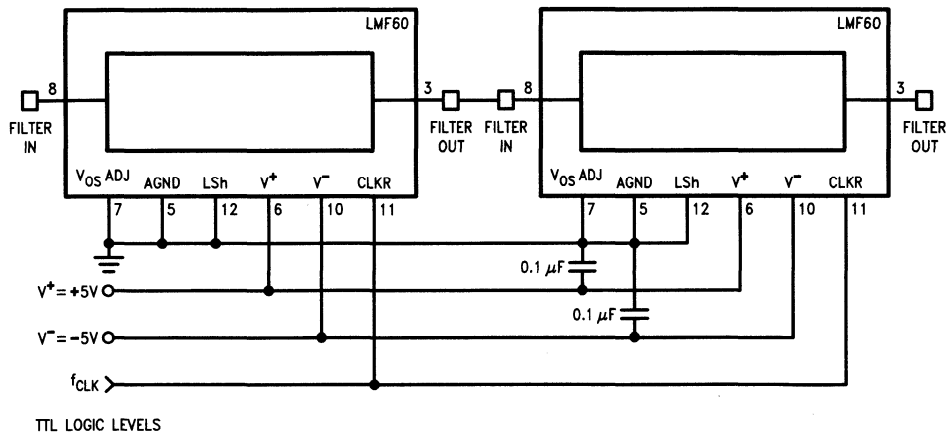 LMF60
LMF60
8
3
8
3
FILTER IN
FILTER OUT
FILTER IN
FILTER OUT
VOS ADJ AGND LSh V+ V− CLKR
VOS ADJ AGND LSh V+ V− CLKR
7 5 12 6 10 11
7 5 12 6 10 11
0.1 μF
V+ = +5V
0.1 μF
V− = −5V
fCLK
TTL LOGIC LEVELS